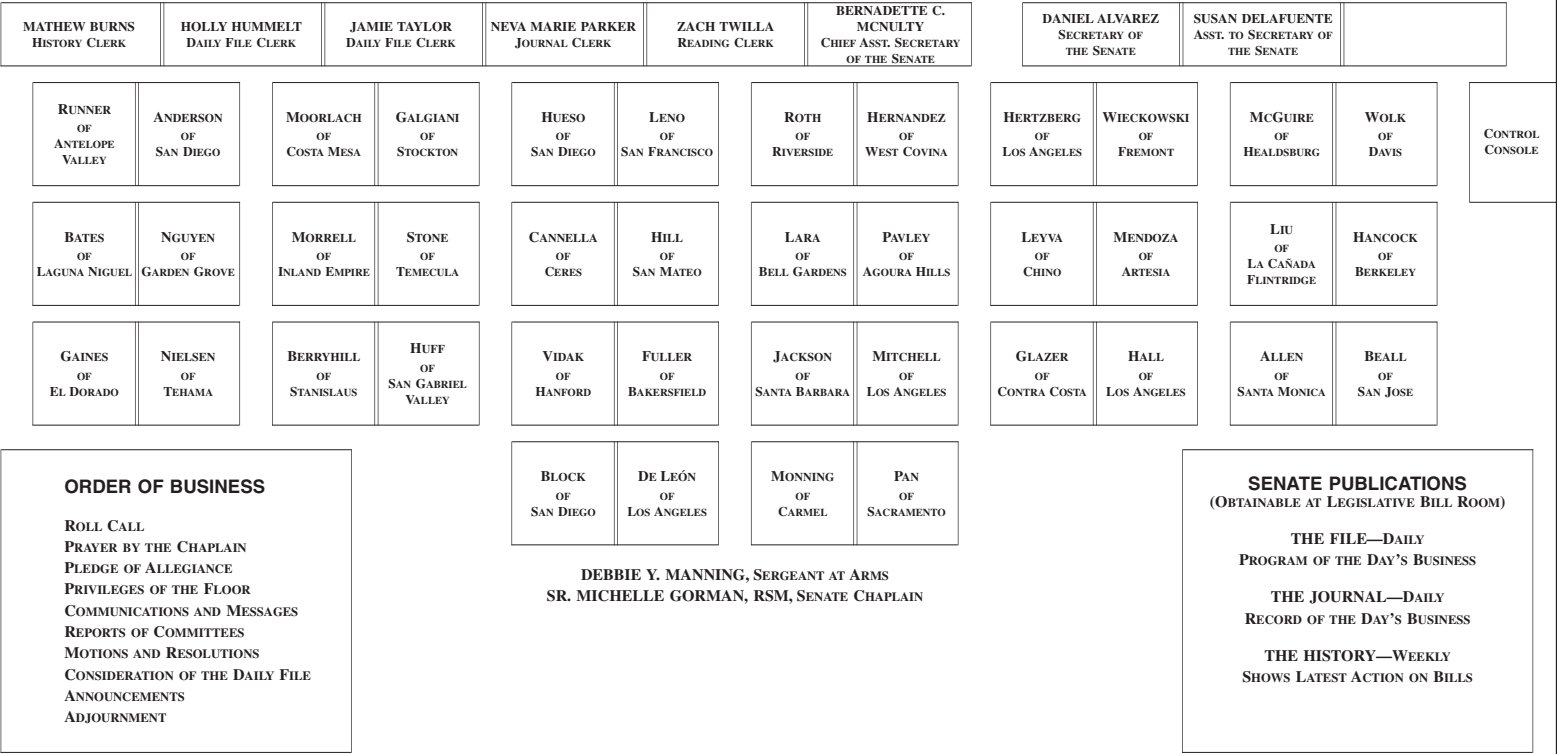 MATHEW BURNS
HISTORY CLERK
HOLLY HUMMELT
DAILY FILE CLERK
JAMIE TAYLOR
DAILY FILE CLERK
NEVA MARIE PARKER
JOURNAL CLERK
ZACH TWILLA
READING CLERK
BERNADETTE C.
MCNULTY
CHIEF ASST. SECRETARY
OF THE SENATE
DANIEL ALVAREZ
SECRETARY OF
THE SENATE
SUSAN DELAFUENTE
ASST. TO SECRETARY OF
THE SENATE
RUNNER
OF
ANTELOPE
VALLEY
ANDERSON
OF
SAN DIEGO
MOORLACH
OF
COSTA MESA
GALGIANI
OF
STOCKTON
HUESO
OF
SAN DIEGO
LENO
OF
SAN FRANCISCO
ROTH
OF
RIVERSIDE
HERNANDEZ
OF
WEST COVINA
HERTZBERG
OF
LOS ANGELES
WIECKOWSKI
OF
FREMONT
MCGUIRE
OF
HEALDSBURG
WOLK
OF
DAVIS
CONTROL
CONSOLE
BATES
OF
LAGUNA NIGUEL
NGUYEN
OF
GARDEN GROVE
MORRELL
OF
INLAND EMPIRE
STONE
OF
TEMECULA
CANNELLA
OF
CERES
HILL
OF
SAN MATEO
LARA
OF
BELL GARDENS
PAVLEY
OF
AGOURA HILLS
LEYVA
OF
CHINO
MENDOZA
OF
ARTESIA
LIU
OF
LA CAÑADA
FLINTRIDGE
HANCOCK
OF
BERKELEY
GAINES
OF
EL DORADO
NIELSEN
OF
TEHAMA
BERRYHILL
OF
STANISLAUS
HUFF
OF
SAN GABRIEL
VALLEY
VIDAK
OF
HANFORD
FULLER
OF
BAKERSFIELD
JACKSON
OF
SANTA BARBARA
MITCHELL
OF
LOS ANGELES
GLAZER
OF
CONTRA COSTA
HALL
OF
LOS ANGELES
ALLEN
OF
SANTA MONICA
BEALL
OF
SAN JOSE
BLOCK
OF
SAN DIEGO
DE LEÓN
OF
LOS ANGELES
MONNING
OF
CARMEL
PAN
OF
SACRAMENTO
DEBBIE Y. MANNING, SERGEANT AT ARMS
SR. MICHELLE GORMAN, RSM, SENATE CHAPLAIN
ORDER OF BUSINESS
ROLL CALL
PRAYER BY THE CHAPLAIN
PLEDGE OF ALLEGIANCE
PRIVILEGES OF THE FLOOR
COMMUNICATIONS AND MESSAGES
REPORTS OF COMMITTEES
MOTIONS AND RESOLUTIONS
CONSIDERATION OF THE DAILY FILE
ANNOUNCEMENTS
ADJOURNMENT
SENATE PUBLICATIONS
(OBTAINABLE AT LEGISLATIVE BILL ROOM)
THE FILE—DAILY
PROGRAM OF THE DAY'S BUSINESS
THE JOURNAL—DAILY
RECORD OF THE DAY'S BUSINESS
THE HISTORY—WEEKLY
SHOWS LATEST ACTION ON BILLS